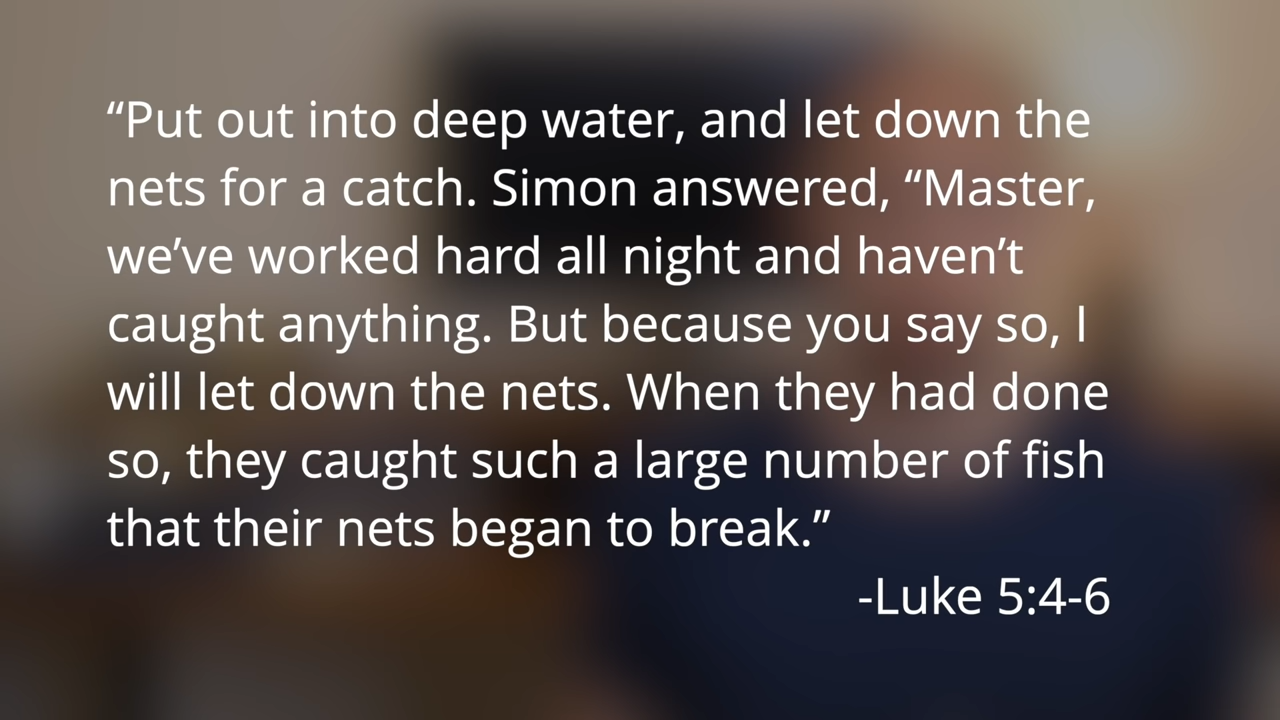 “Put out into deep water, and let down the
nets for a catch. Simon answered, “Master,
we’ve worked hard all night and haven’t
caught anything. But because you say so, I
will let down the nets. When they had done
so, they caught such a large number of fish
that their nets began to break.”
-Luke 5:4-6